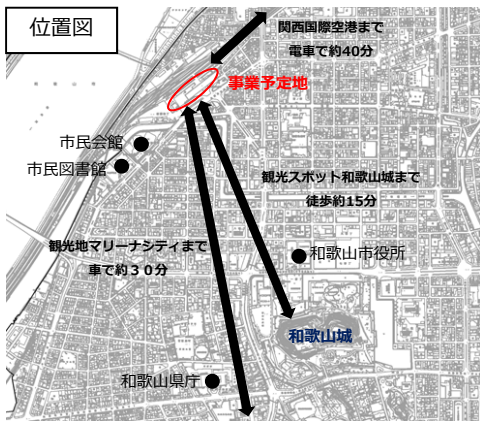 位置図
関西国際空港まで
電車で約40分
事業予定地
市民会館
市民図書館
観光スポット和歌山城まで
徒歩約15分
観光地マリーナシティまで
車で約３０分
和歌山市役所
和歌山城
和歌山県庁